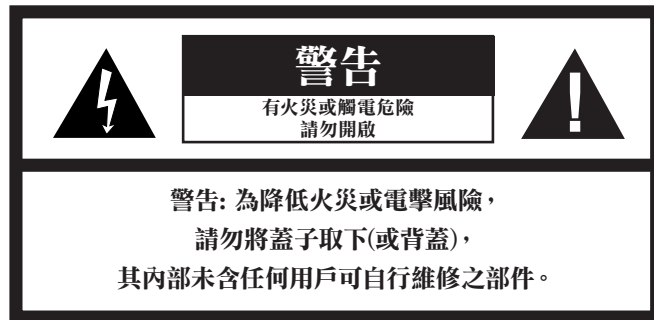 警告
有火災或觸電危險
請勿開啟
警告: 為降低火災或電擊風險，
請勿將蓋子取下(或背蓋)，
其內部未含任何用戶可自行維修之部件。